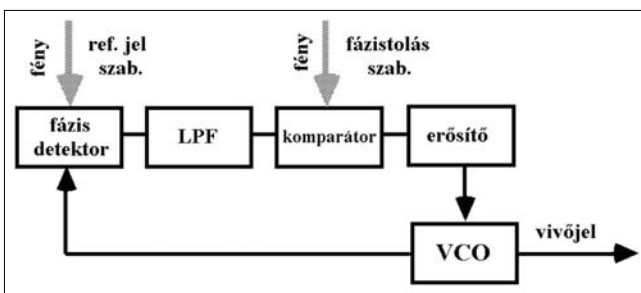 fény
ref. jel
szab.
fény
fázistolás
szab.
fázis
detektor
LPF
komparátor
erősítő
VCO
vivőjel